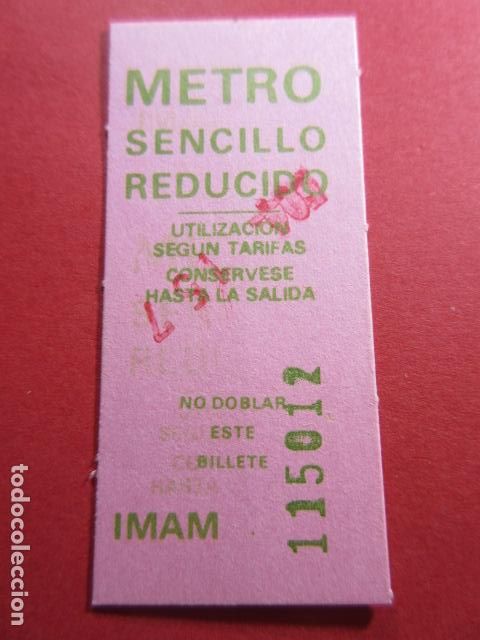 METRO
SENCILLO
REDUCIDO
UTILIZACION
SEGUN TARIFAS
CONSERVESE
HASTA LA SALIDA
NO DOBLAR
ESTE
BILLETE
IMAM
115012
todocoleccion